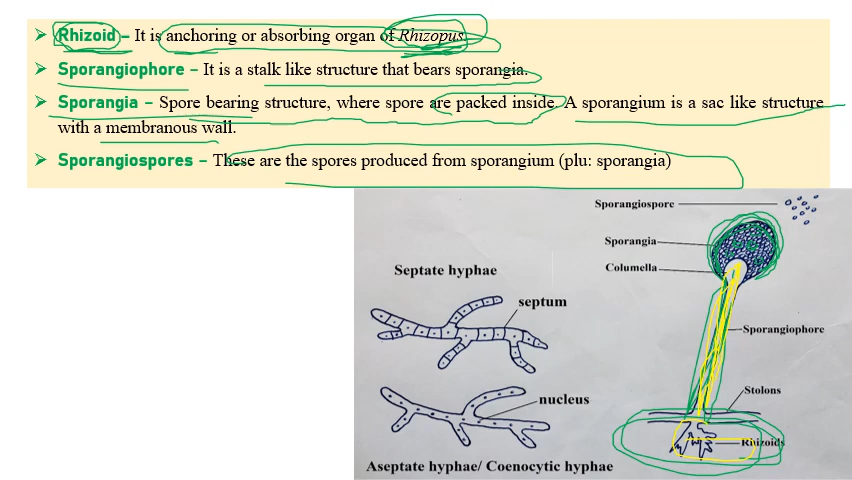 ➤ Rhizoid – It is anchoring or absorbing organ of Rhizopus.
➤ Sporangiophore – It is a stalk like structure that bears sporangia.
➤ Sporangia – Spore bearing structure, where spore are packed inside. A sporangium is a sac like structure
with a membranous wall.
➤ Sporangiospores – These are the spores produced from sporangium (plu: sporangia)
Sporangiospore
Sporangia
Columella
Septate hyphae
septum
Sporangiophore
Stolons
nucleus
Rhizoids
Aseptate hyphae/ Coenocytic hyphae